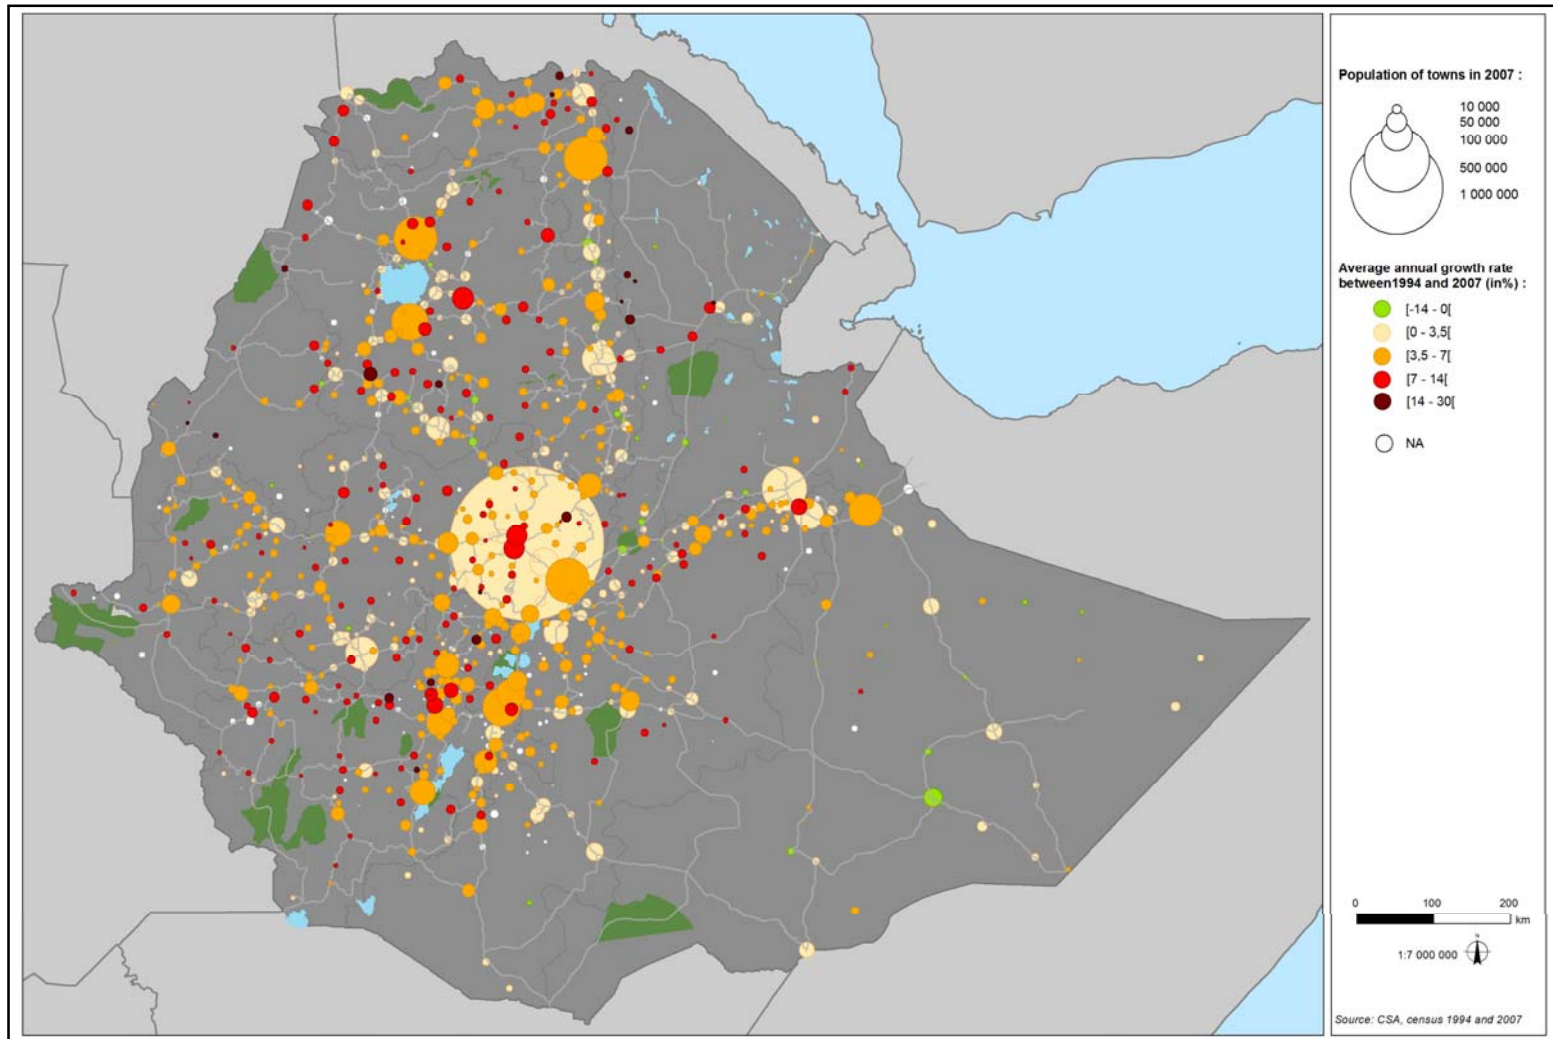 Population of towns in 2007 :
10 000
50 000
100 000
500 000
1 000 000
Average annual growth rate
between1994 and 2007 (in%) :
[-14 - 0[
[0 - 3,5[
[3,5 - 7[
[7 - 14[
[14 - 30[
NA
0 100 200
km
1:7 000 000
N
Source: CSA, census 1994 and 2007